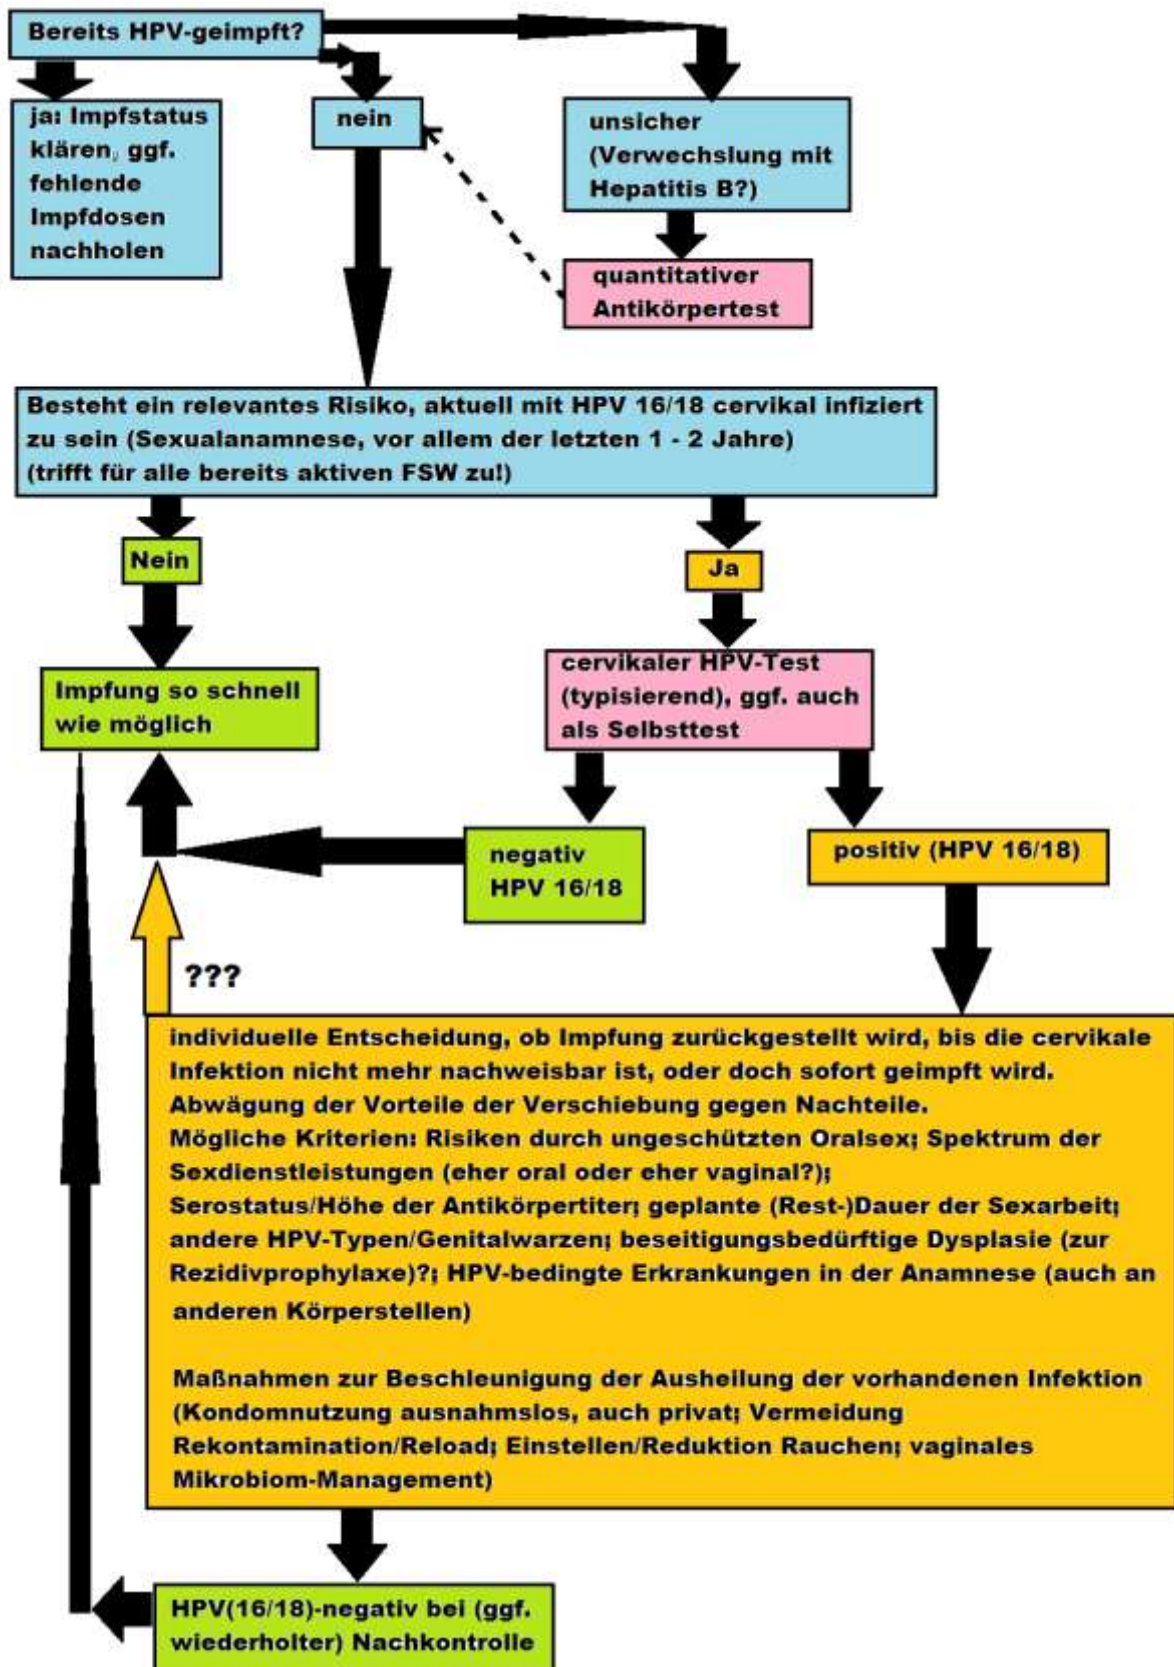 Bereits HPV-geimpft?
ja: Impfstatus
klären, ggf.
fehlende
Impfdosen
nachholen
nein
unsicher
(Verwechslung mit
Hepatitis B?)
quantitativer
Antikörpertest
Besteht ein relevantes Risiko, aktuell mit HPV 16/18 cervikal infiziert
zu sein (Sexualanamnese, vor allem der letzten 1 - 2 Jahre)
(trifft für alle bereits aktiven FSW zu!)
Nein
Ja
Impfung so schnell
wie möglich
cervikaler HPV-Test
(typisierend), ggf. auch
als Selbsttest
negativ
HPV 16/18
positiv (HPV 16/18)
???
individuelle Entscheidung, ob Impfung zurückgestellt wird, bis die cervikale
Infektion nicht mehr nachweisbar ist, oder doch sofort geimpft wird.
Abwägung der Vorteile der Verschiebung gegen Nachteile.
Mögliche Kriterien: Risiken durch ungeschützten Oralsex; Spektrum der
Sexdienstleistungen (eher oral oder eher vaginal?);
Serostatus/Höhe der Antikörpertiter; geplante (Rest-)Dauer der Sexarbeit;
andere HPV-Typen/Genitalwarzen; beseitigungsbedürftige Dysplasie (zur
Rezidivprophylaxe)?; HPV-bedingte Erkrankungen in der Anamnese (auch an
anderen Körperstellen)
Maßnahmen zur Beschleunigung der Ausheilung der vorhandenen Infektion
(Kondomnutzung ausnahmslos, auch privat; Vermeidung
Rekontamination/Reload; Einstellen/Reduktion Rauchen; vaginales
Mikrobiom-Management)
HPV(16/18)-negativ bei (ggf.
wiederholter) Nachkontrolle